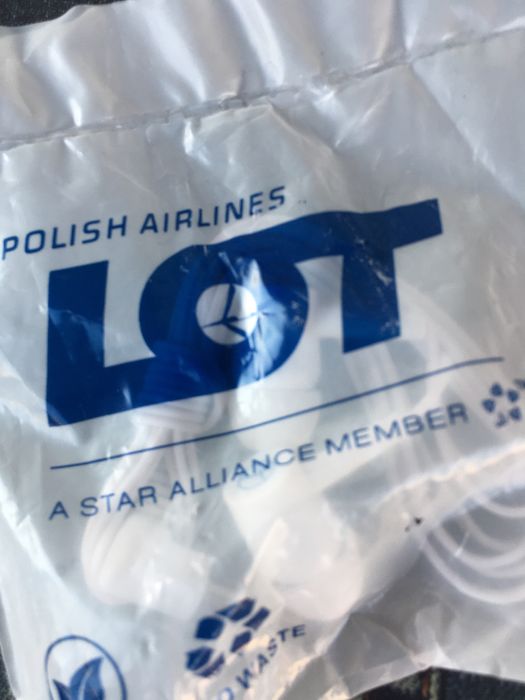 POLISH AIRLINES
LOT
A STAR ALLIANCE MEMBER
WASTE